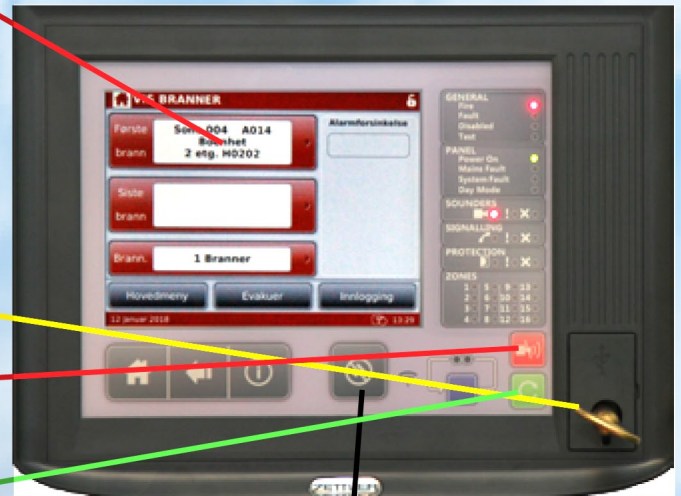 VIS BRANNER
Første brann
Sone 004 A014
Boenhet
2 etg. H0202
Alarmforsinkelse
Siste brann
Brann.
1 Branner
Hovedmeny
Evakuer
Innlogging
12 Januar 2018
13:29
GENERAL
Fire
Fault
Disabled
Test
PANEL
Power On
Mains Fault
System Fault
Day Mode
SOUNDERS
! X
SIGNALLING
! X
PROTECTION
! X
ZONES
1 5 9 13
2 6 10 14
3 7 11 15
4 8 12 16
ZETTLER